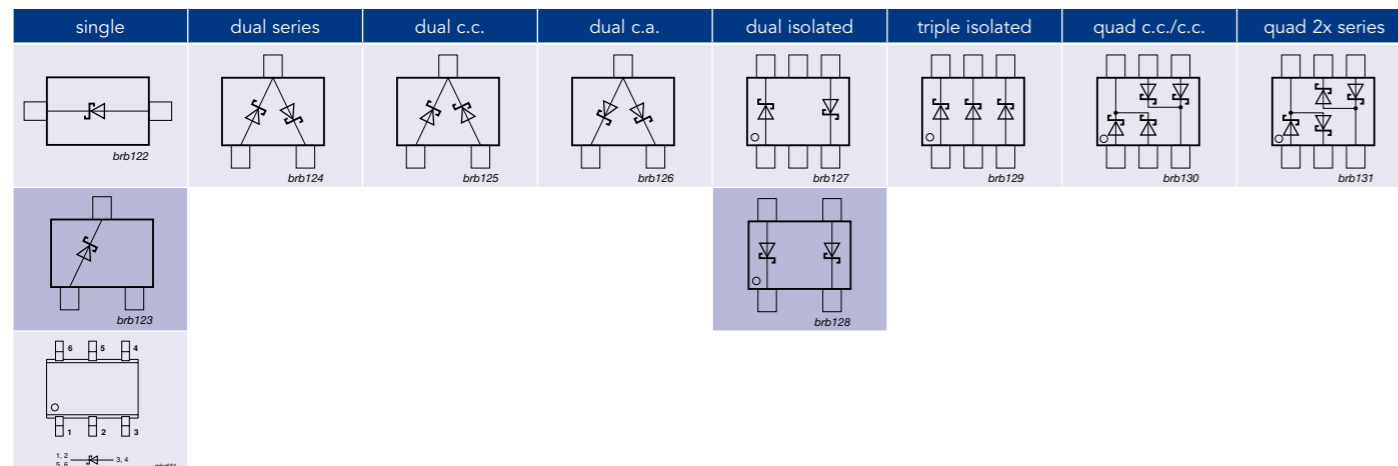 single dual series dual c.c. dual c.a. dual isolated triple isolated quad c.c./c.c. quad 2x series
brb122 brb124 brb125 brb126 brb127 brb129 brb130 brb131
brb123 brb128
6 5 4
1 2 3
1, 2 3, 4
5, 6